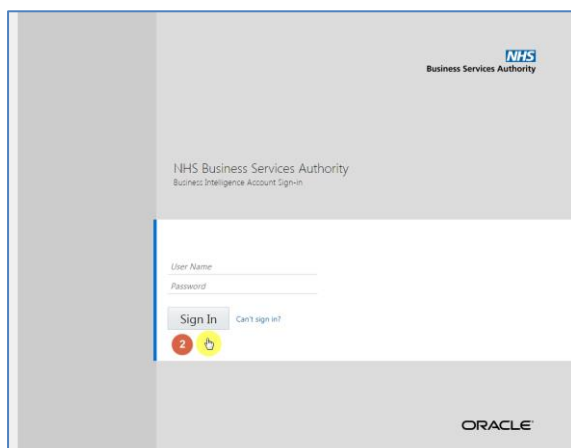 NHS
Business Services Authority
NHS Business Services Authority
Business Intelligence Account Sign-in
User Name
Password
Sign In Can't sign in?
2
ORACLE